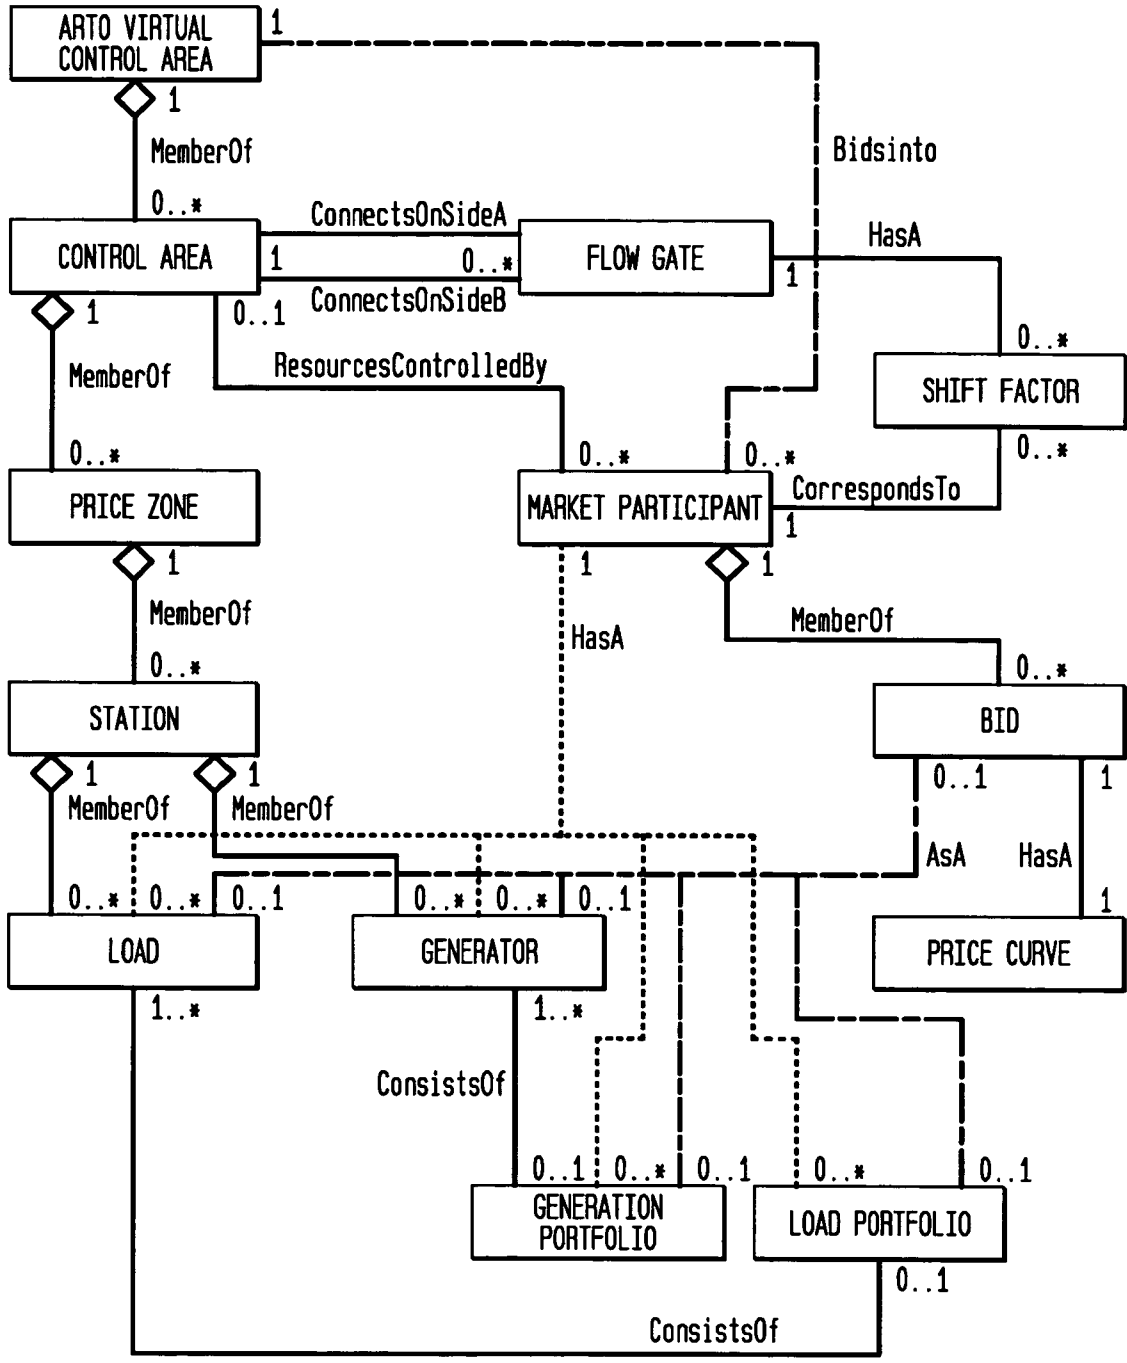 ARTO VIRTUAL
CONTROL AREA
1
1
MemberOf
Bidsinto
0..*
CONTROL AREA
ConnectsOnSideA
1
0..*
ConnectsOnSideB
FLOW GATE
HasA
1
1
0..1
MemberOf
ResourcesControlledBy
0..*
SHIFT FACTOR
0..*
0..*
0..*
0..*
CorrespondsTo
PRICE ZONE
MARKET PARTICIPANT
1
1
1
1
MemberOf
HasA
MemberOf
0..*
0..*
STATION
BID
1
1
0..1
1
MemberOf
MemberOf
AsA
HasA
0..*
0..*
0..1
0..*
0..*
0..1
1
LOAD
GENERATOR
PRICE CURVE
1..*
1..*
ConsistsOf
0..1
0..*
0..1
0..*
0..1
GENERATION
PORTFOLIO
LOAD PORTFOLIO
0..1
ConsistsOf